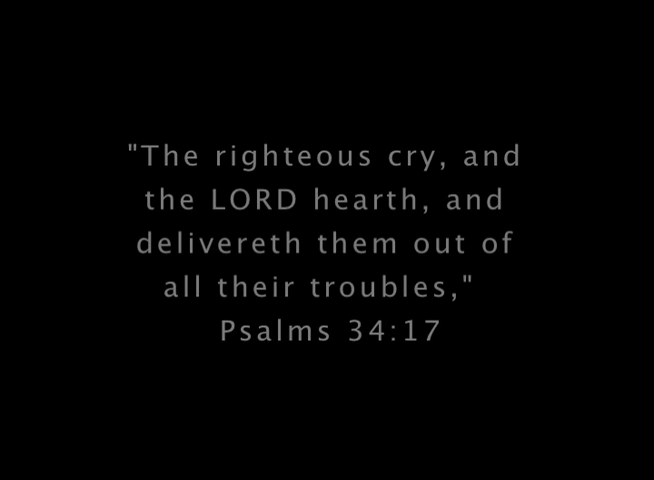 "The righteous cry, and
the LORD hearth, and
delivereth them out of
all their troubles,"
Psalms 34:17